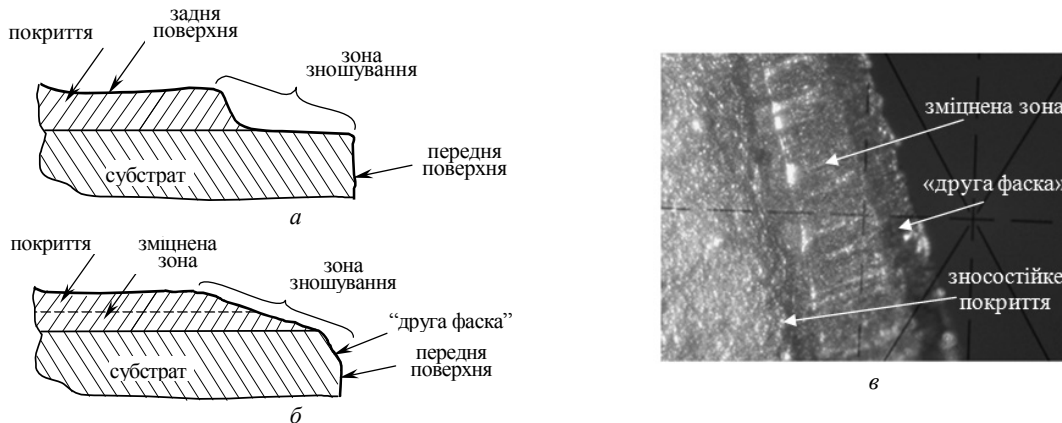 покриття
задня
поверхня
зона
зношування
субстрат
передня
поверхня
а
покриття
зміцнена
зона
зона
зношування
“друга фаска”
субстрат
передня
поверхня
б
зміцнена зона
«друга фаска»
зносостійке
покриття
в